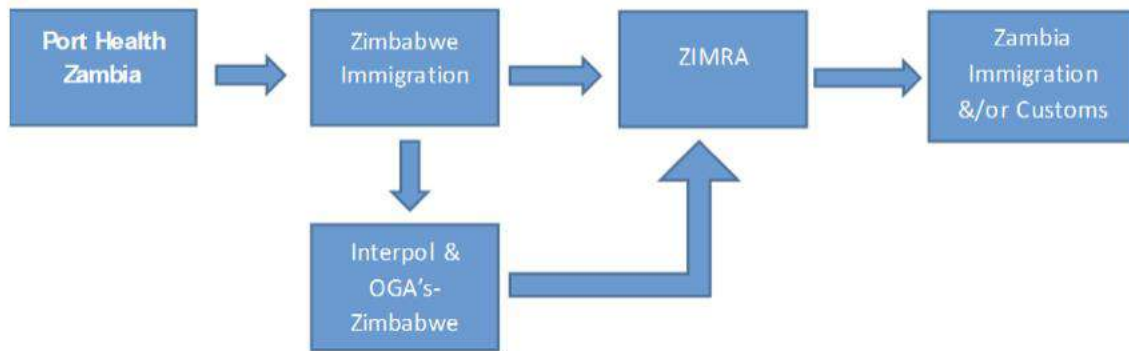 Port Health
Zambia
Zimbabwe
Immigration
ZIMRA
Zambia
Immigration
&/or Customs
Interpol &
OGA's-
Zimbabwe